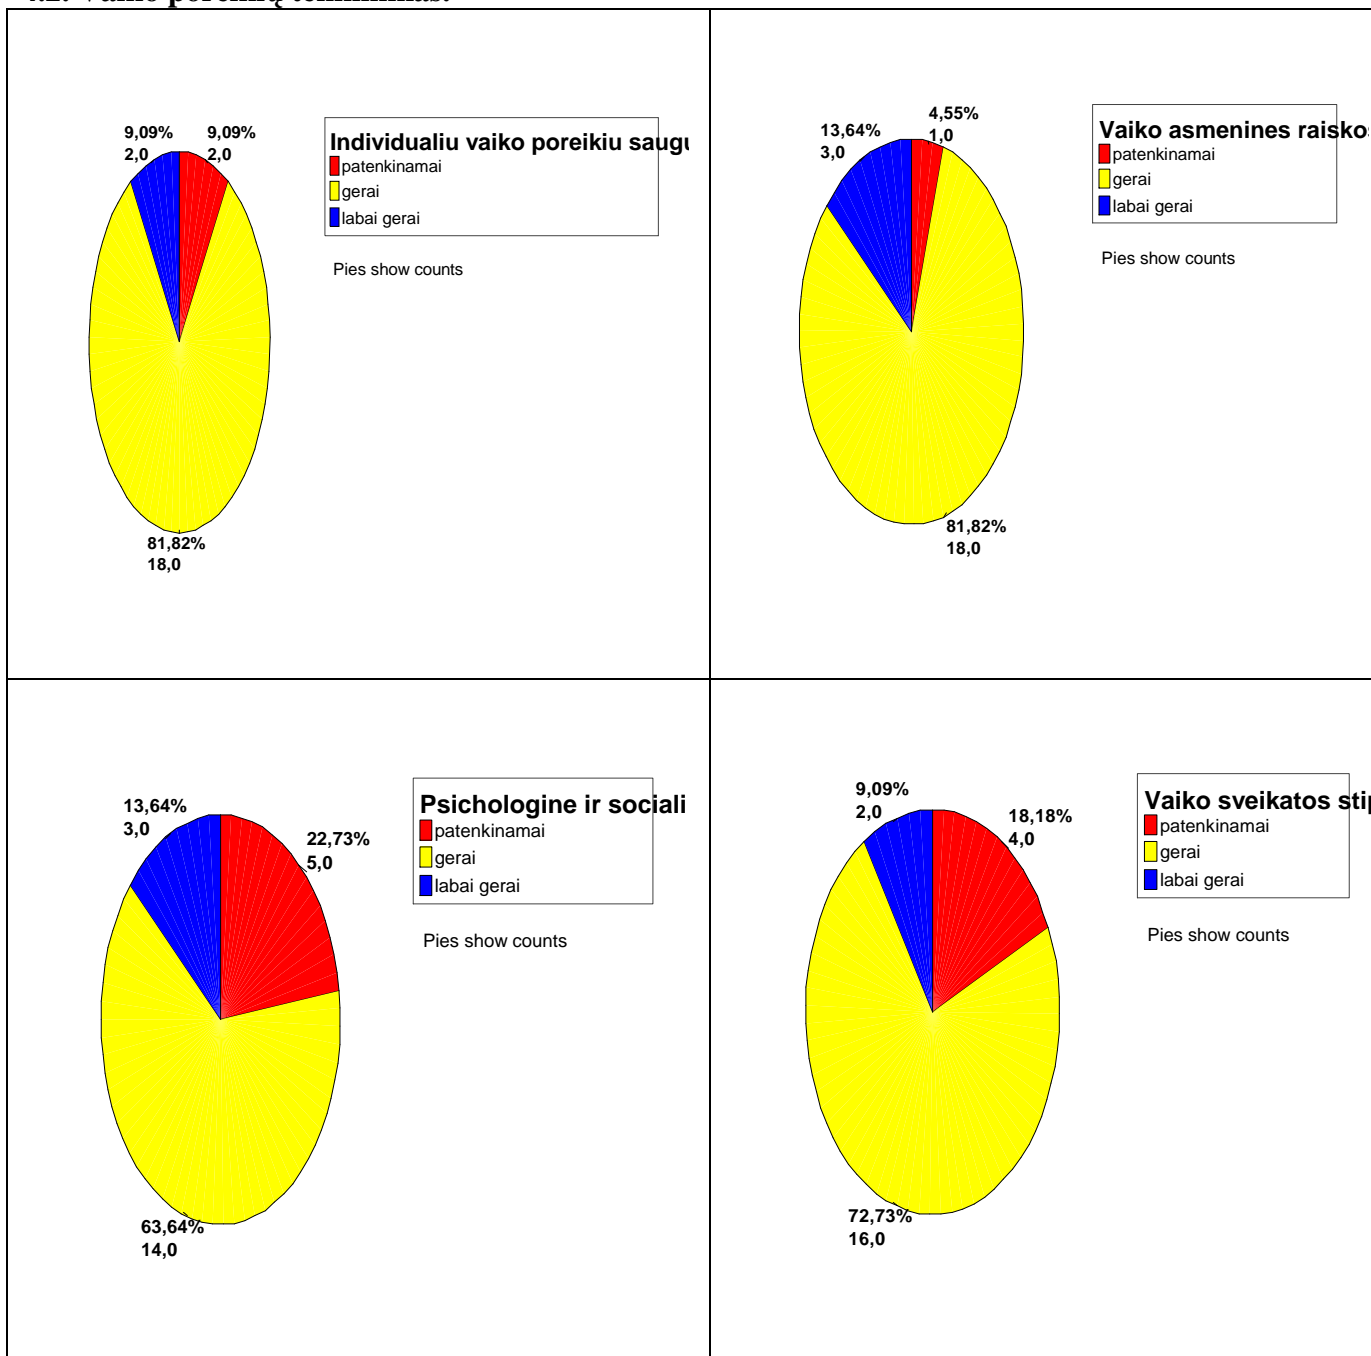 9,09%
2,0
9,09%
2,0
Individualiu vaiko poreikiu
patenkinamai
gerai
labai gerai
Pies show counts
81,82%
18,0
13,64%
3,0
4,55%
1,0
Vaiko asmenines raisko
patenkinamai
gerai
labai gerai
Pies show counts
81,82%
18,0
13,64%
3,0
22,73%
5,0
Psichologine ir sociali
patenkinamai
gerai
labai gerai
Pies show counts
63,64%
14,0
9,09%
2,0
18,18%
4,0
Vaiko sveikatos stip
patenkinamai
gerai
labai gerai
Pies show counts
72,73%
16,0